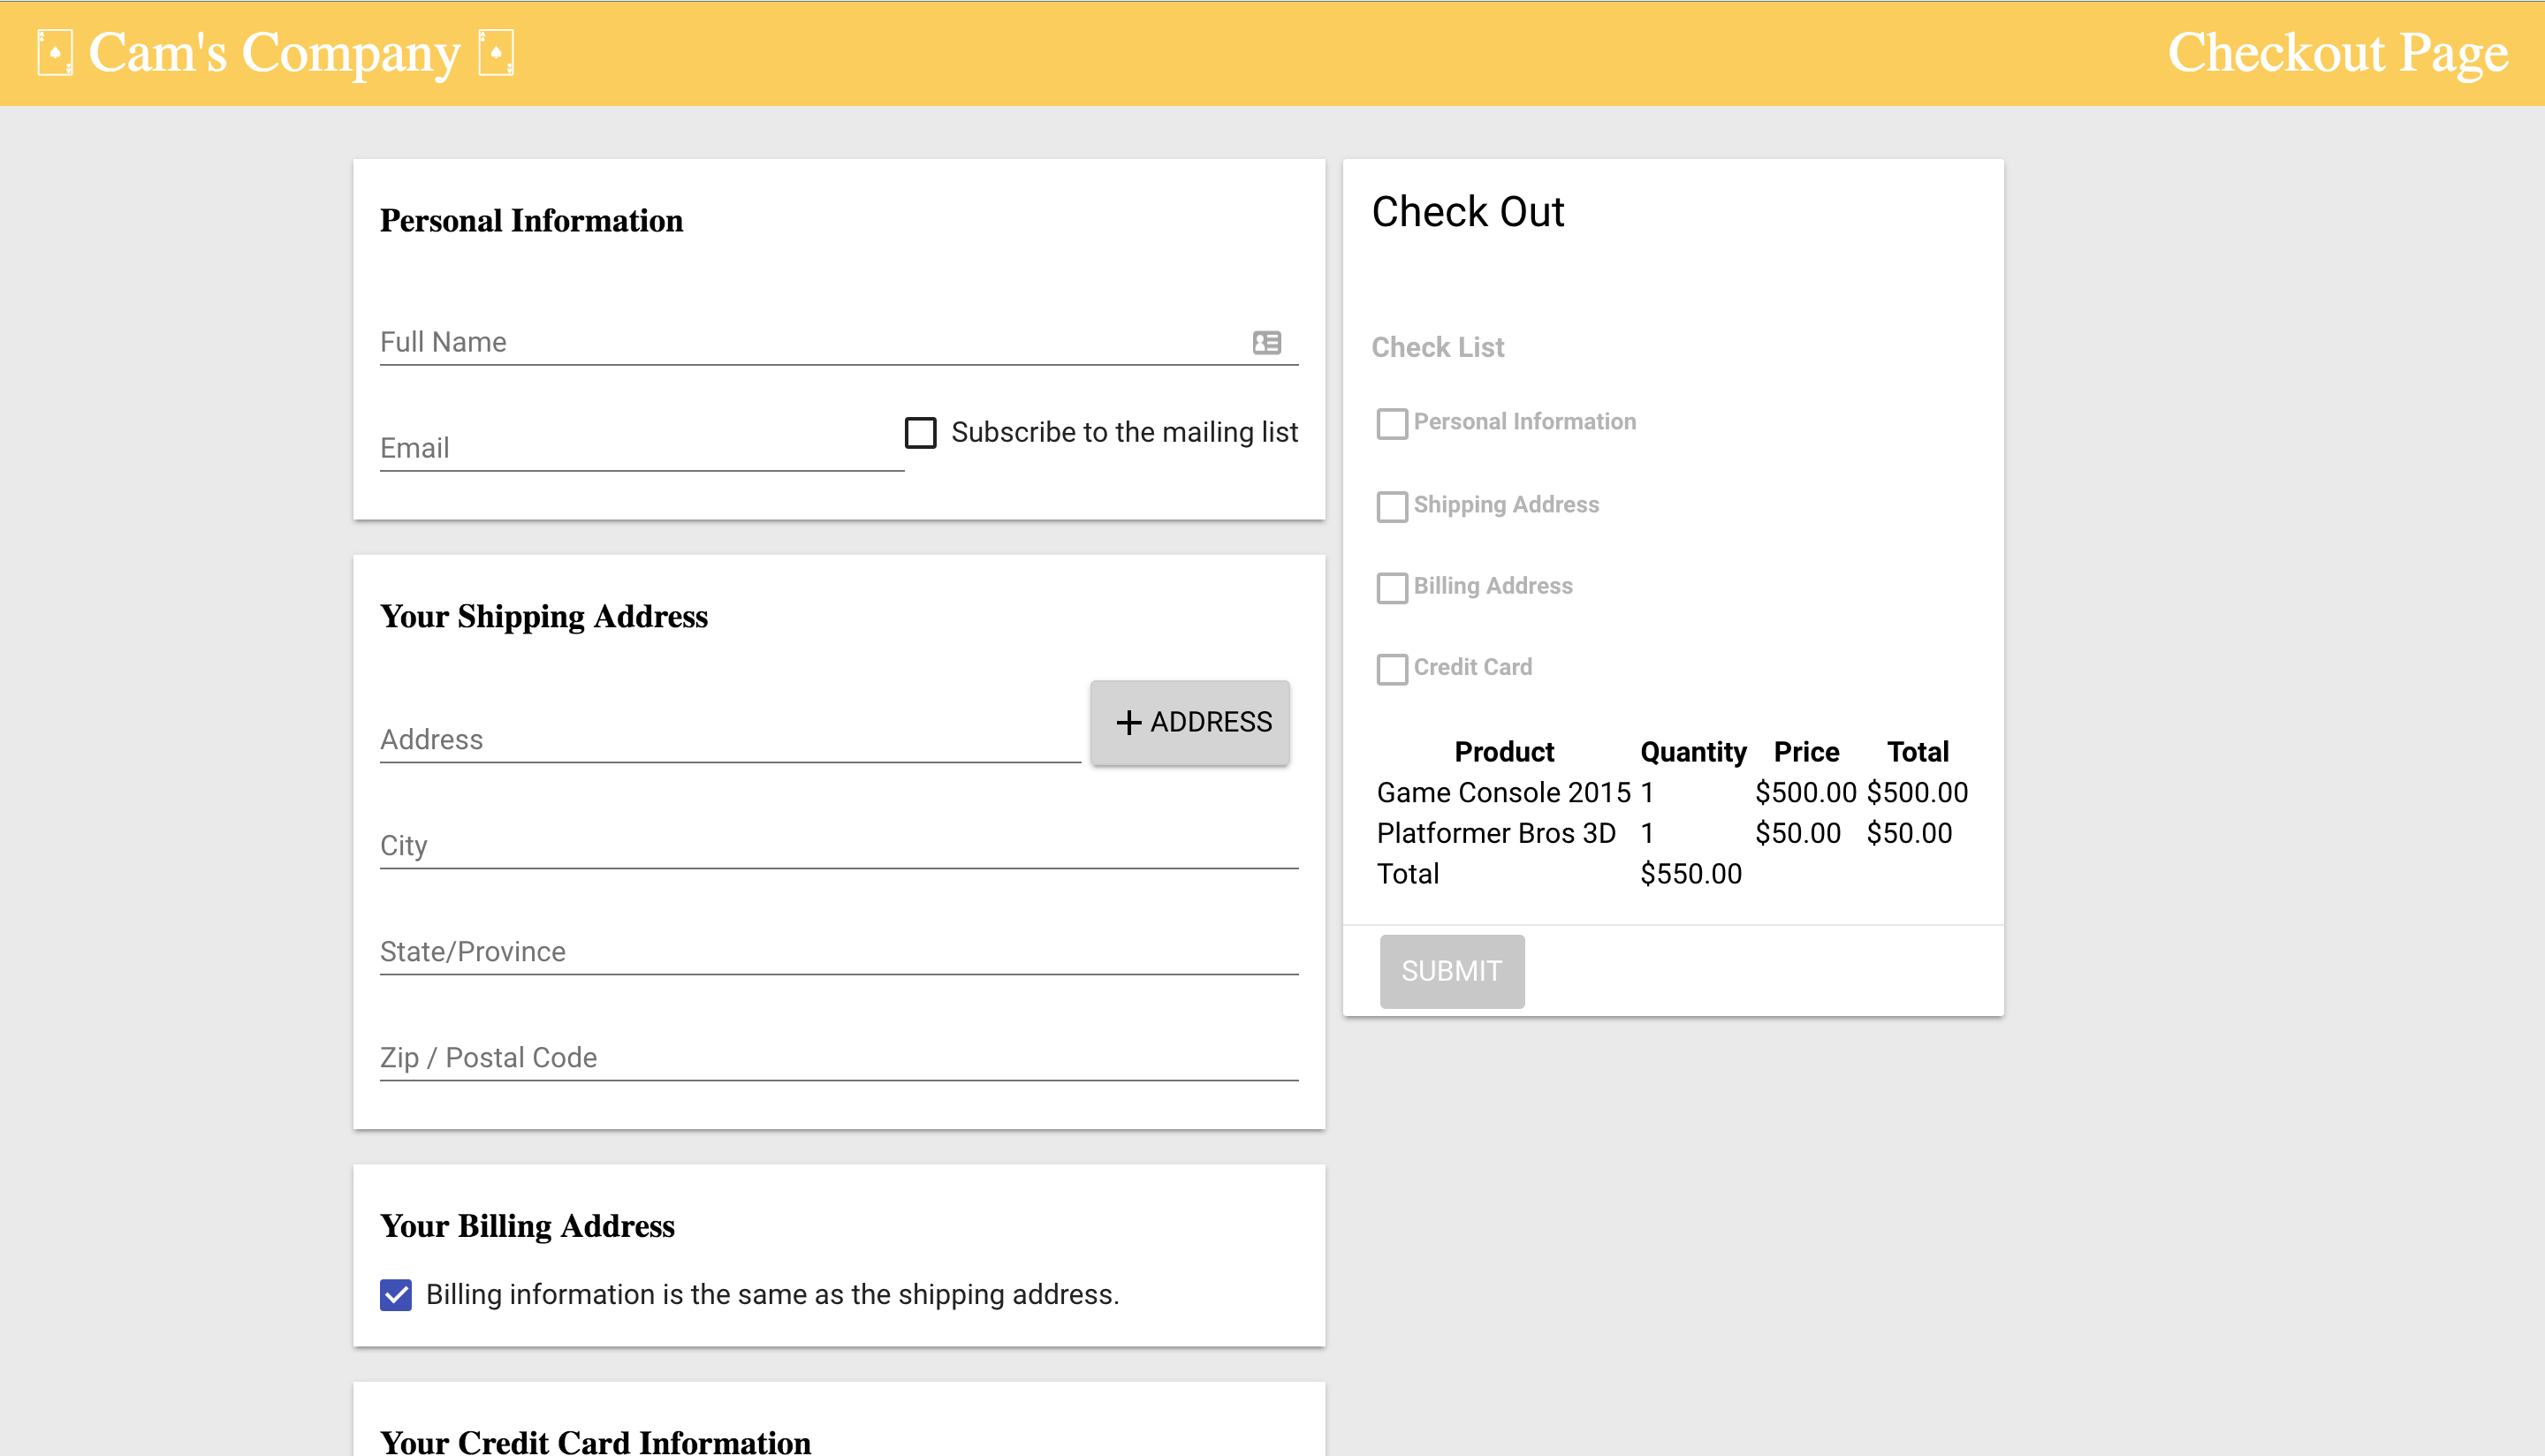 🂡 Cam's Company 🂡
Checkout Page
Personal Information
Full Name
Email
Subscribe to the mailing list
Your Shipping Address
Address
+ ADDRESS
City
State/Province
Zip / Postal Code
Your Billing Address
Billing information is the same as the shipping address.
Your Credit Card Information
Check Out
Check List
Personal Information
Shipping Address
Billing Address
Credit Card
Product Quantity Price Total
Game Console 2015 1 $500.00 $500.00
Platformer Bros 3D 1 $50.00 $50.00
Total $550.00
SUBMIT